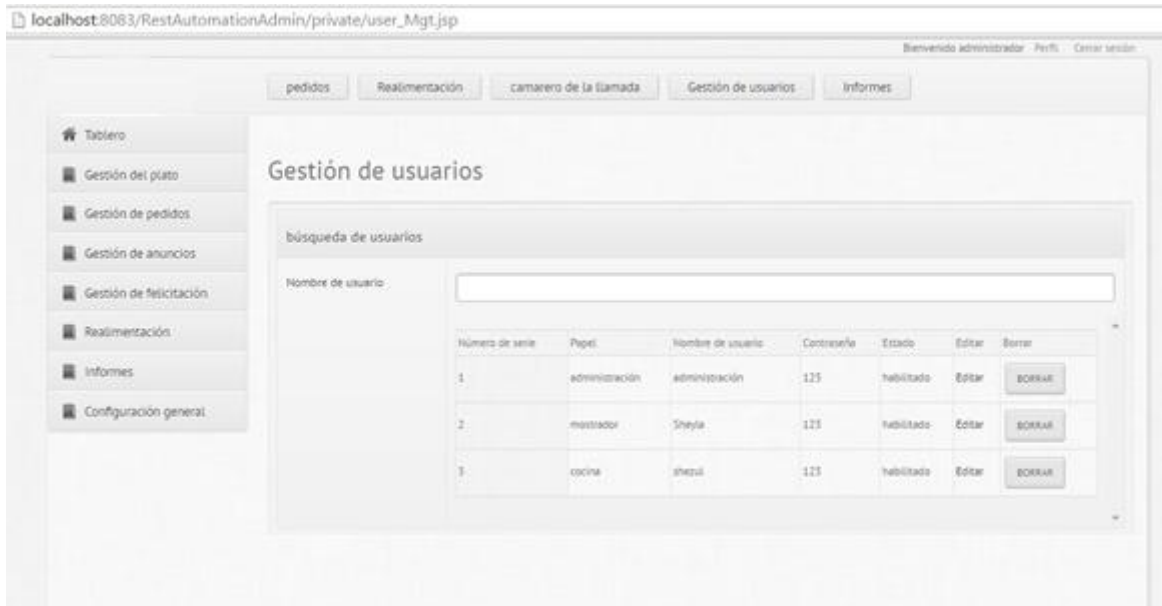 localhost:8083/RestAutomationAdmin/private/user_Mgt.jsp
Bienvenido administrador Perfil Cerrar sesión
pedidos Realimentación camarero de la llamada Gestión de usuarios Informes
Tablero
Gestión del plato
Gestión de pedidos
Gestión de anuncios
Gestión de felicitación
Realimentación
Informes
Configuración general
Gestión de usuarios
búsqueda de usuarios
Nombre de usuario
Número de serie Papel Nombre de usuario Contraseña Estado Editar Borrar
1 administración administración 123 habilitado Editar BORRAR
2 mostrador Sheyla 123 habilitado Editar BORRAR
3 cocina shezul 123 habilitado Editar BORRAR